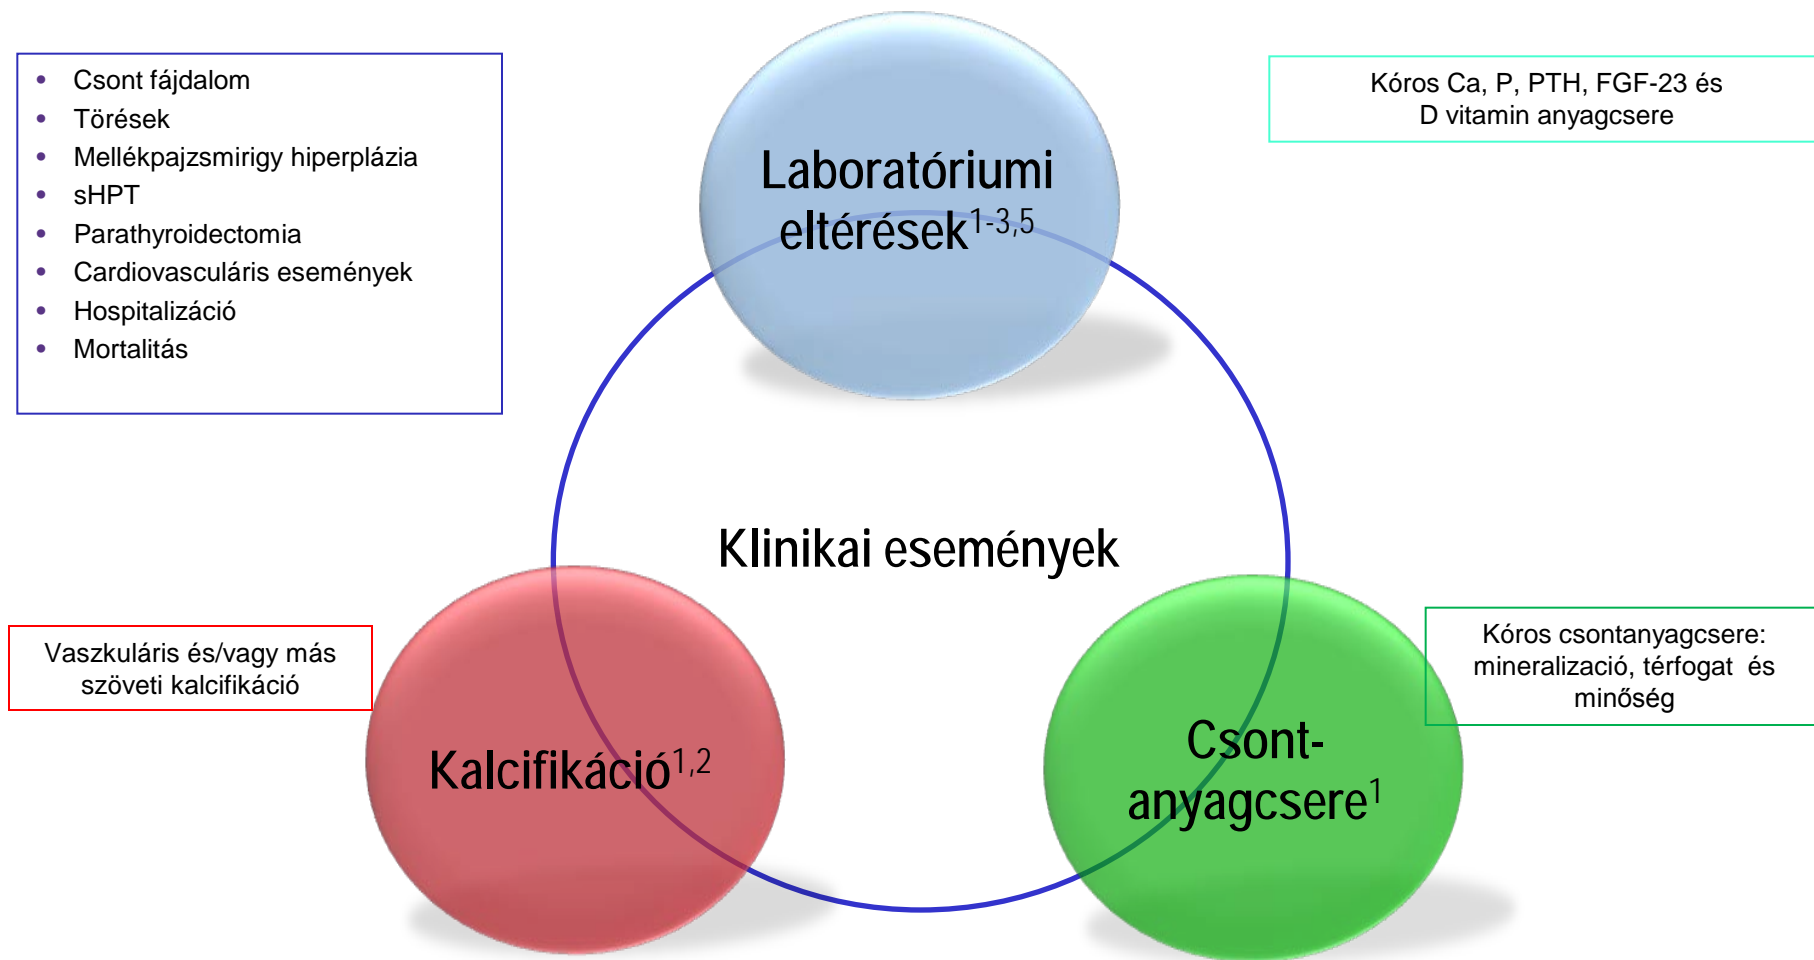 Csont fájdalom
Törések
Mellékpajzsmirigy hiperplázia
sHPT
Parathyroidectomia
Cardiovasculáris események
Hospitalizáció
Mortalitás
Laboratóriumi
eltérések1-3,5
Kóros Ca, P, PTH, FGF-23 és
D vitamin anyagcsere
Klinikai események
Vaszkuláris és/vagy más
szöveti kalcifikáció
Kalcifikáció1,2
Csont-
anyagcsere1
Kóros csontanyagcsere:
mineralizació, térfogat és
minőség